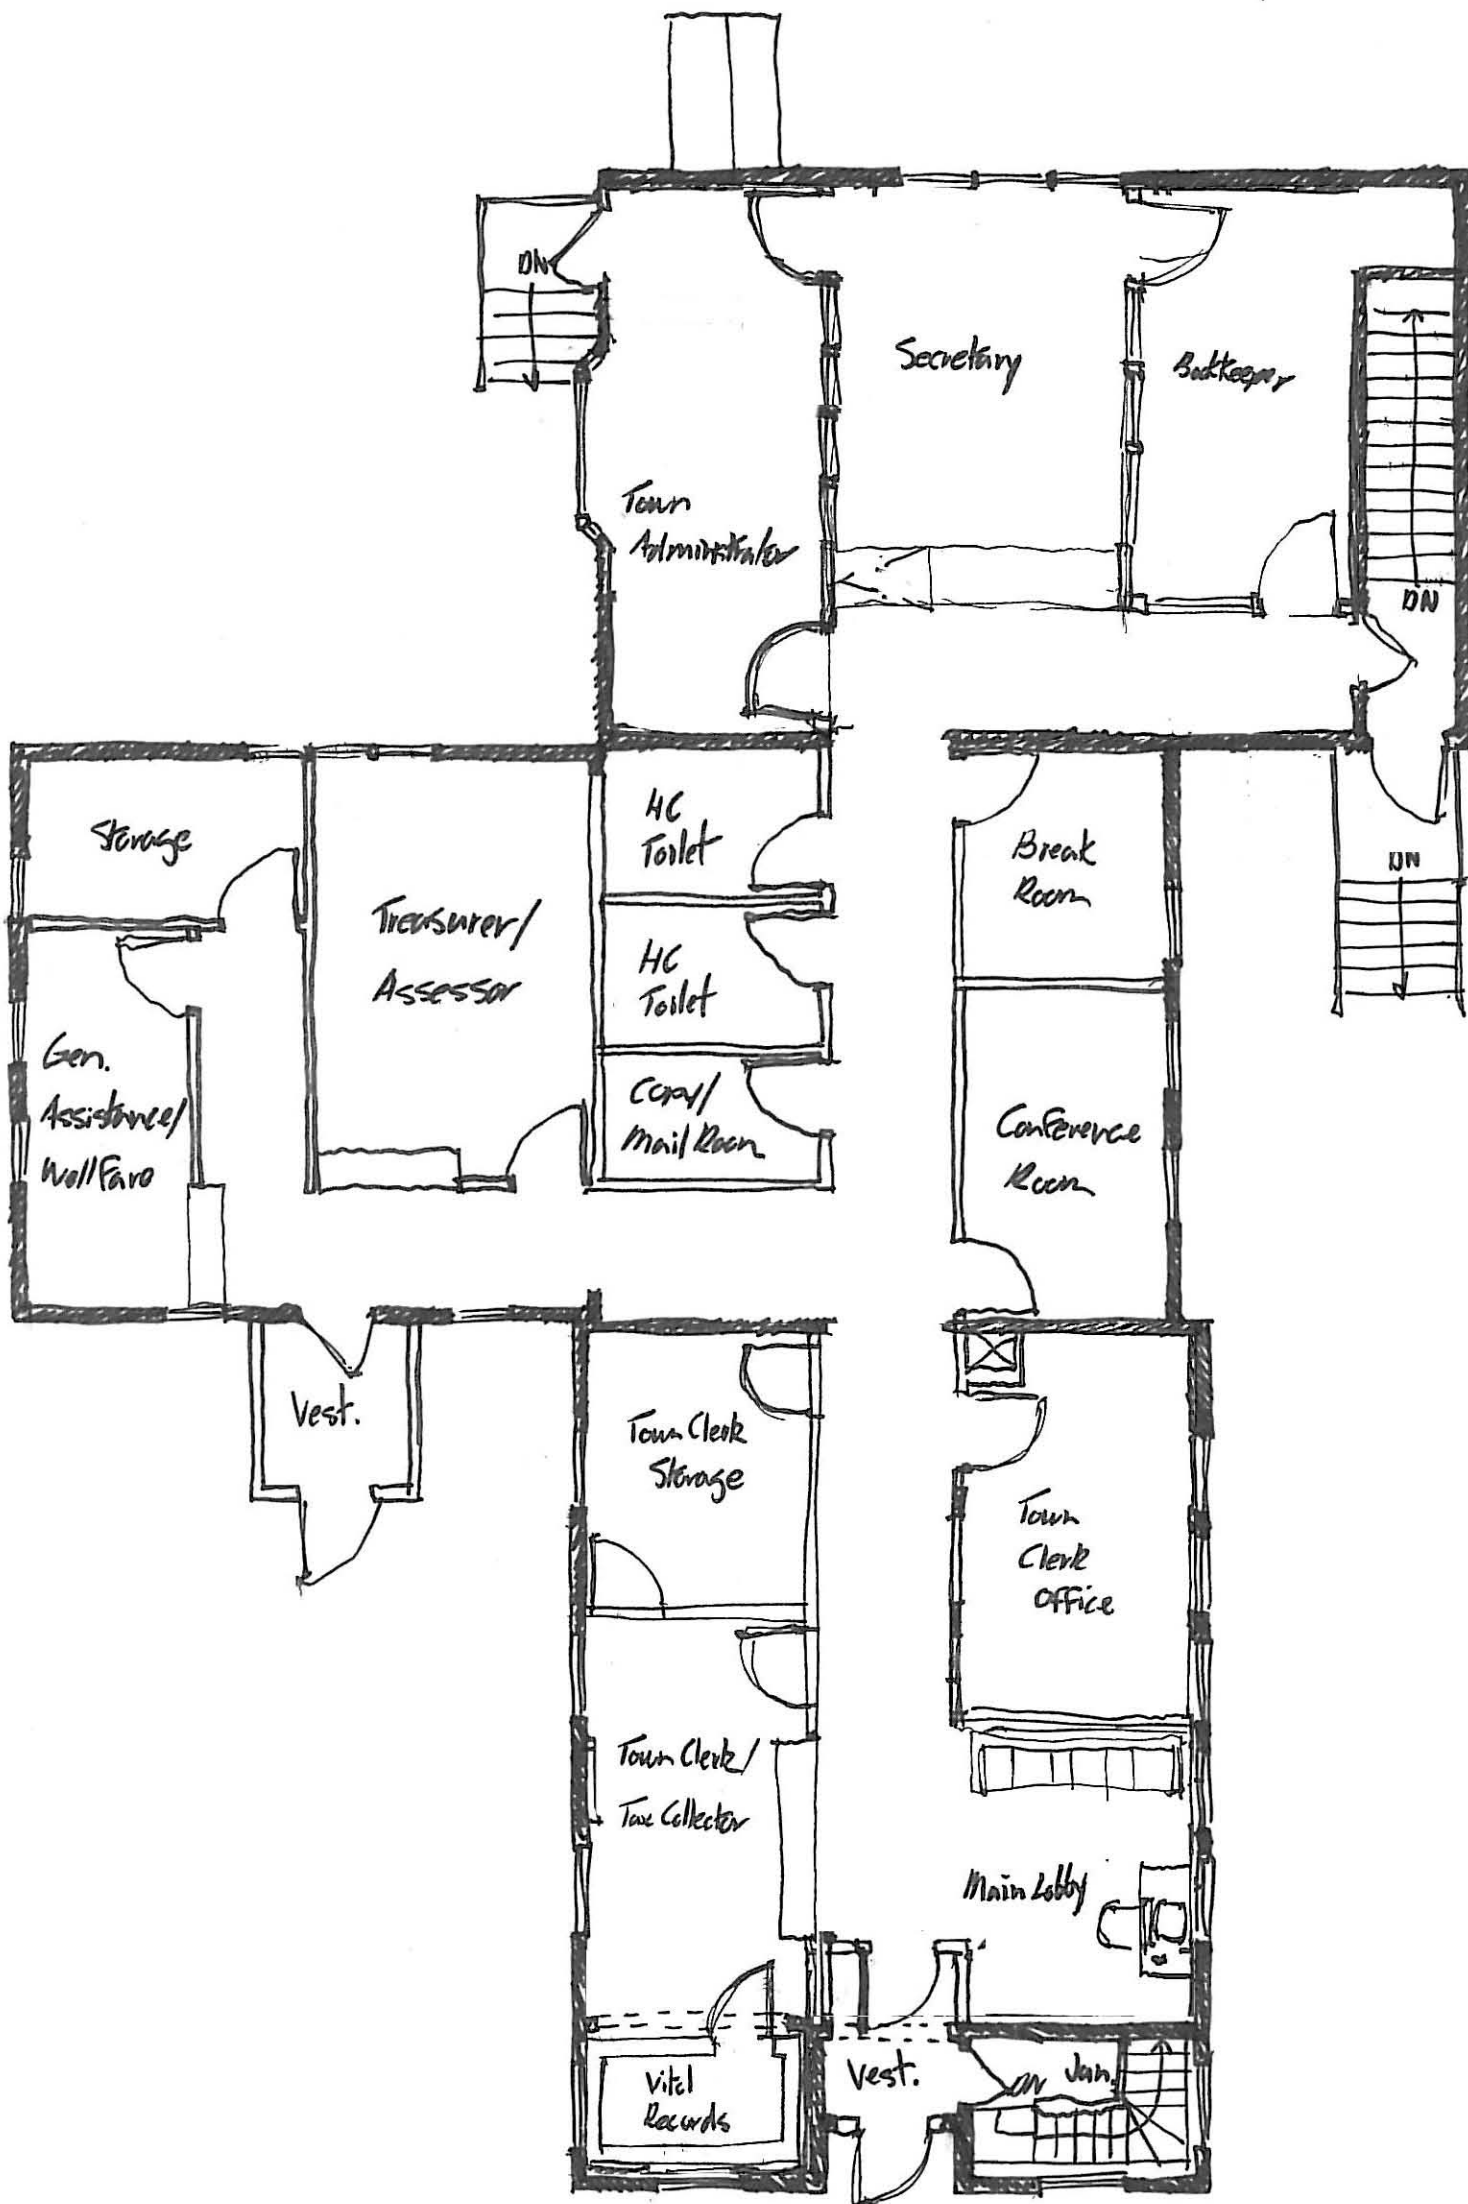 DN
Secretary
Bookkeeper
Town
Administrator
DN
Storage
HC
Toilet
Break
Room
DN
Treasurer/
Assessor
HC
Toilet
Gen.
Assistance/
WellFare
Copy/
Mail Room
Conference
Room
Vest.
Town Clerk
Storage
Town
Clerk
Office
Town Clerk/
Tax Collector
Main Lobby
Vital
Records
Vest.
DN
Jan.